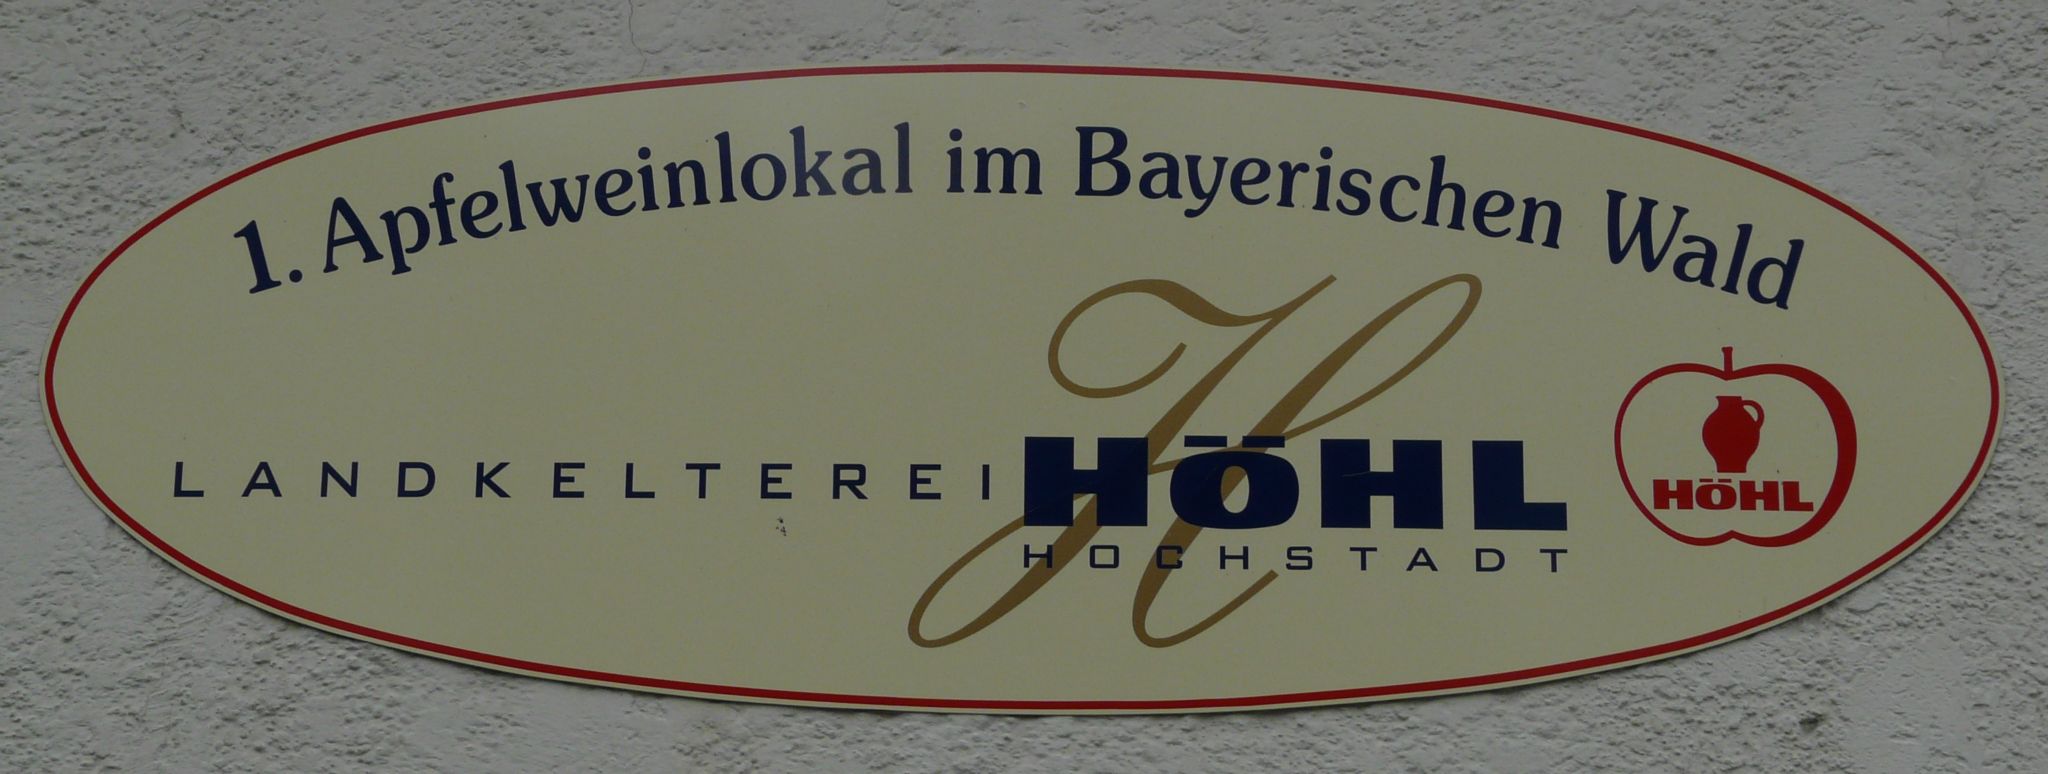 1. Apfelweinlokal im Bayerischen Wald
H
LANDKELTEREI HÖHL
HOCHSTADT
HÖHL